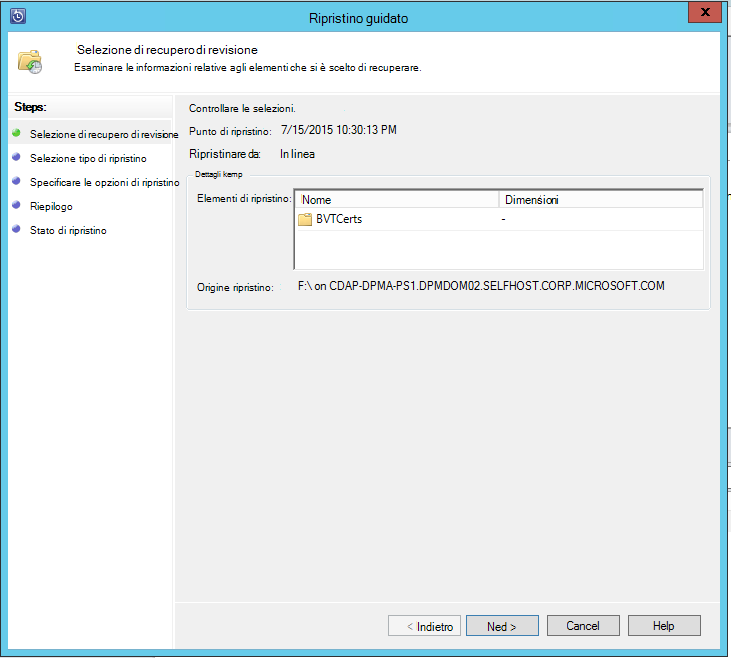 Ripristino guidato
x
Selezione di recupero di revisione
Esaminare le informazioni relative agli elementi che si è scelto di recuperare.
Steps:
Selezione di recupero di revisione
Selezione tipo di ripristino
Specificare le opzioni di ripristino
Riepilogo
Stato di ripristino
Controllare le selezioni.
Punto di ripristino: 7/15/2015 10:30:13 PM
Ripristinare da: In linea
Dettagli kemp
Elementi di ripristino:
Nome Dimensioni
BVTCerts -
Origine ripristino: F:\ on CDAP-DPMA-PS1.DPMDOM02.SELFHOST.CORP.MICROSOFT.COM
< Indietro Ned > Cancel Help